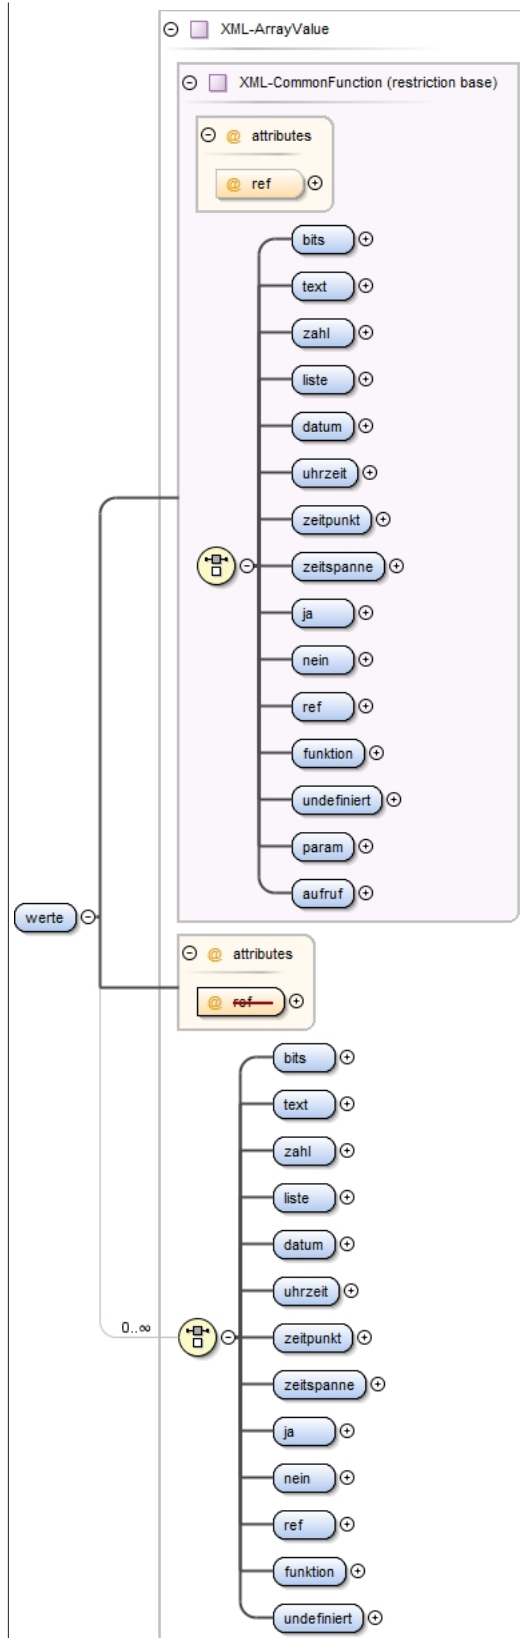 XML-ArrayValue
XML-CommonFunction (restriction base)
@ attributes
@ ref
bits
text
zahl
liste
datum
uhrzeit
zeitpunkt
zeitspanne
ja
nein
ref
funktion
undefiniert
param
aufruf
werte
@ attributes
@ ref
bits
text
zahl
liste
datum
uhrzeit
0..∞
zeitpunkt
zeitspanne
ja
nein
ref
funktion
undefiniert